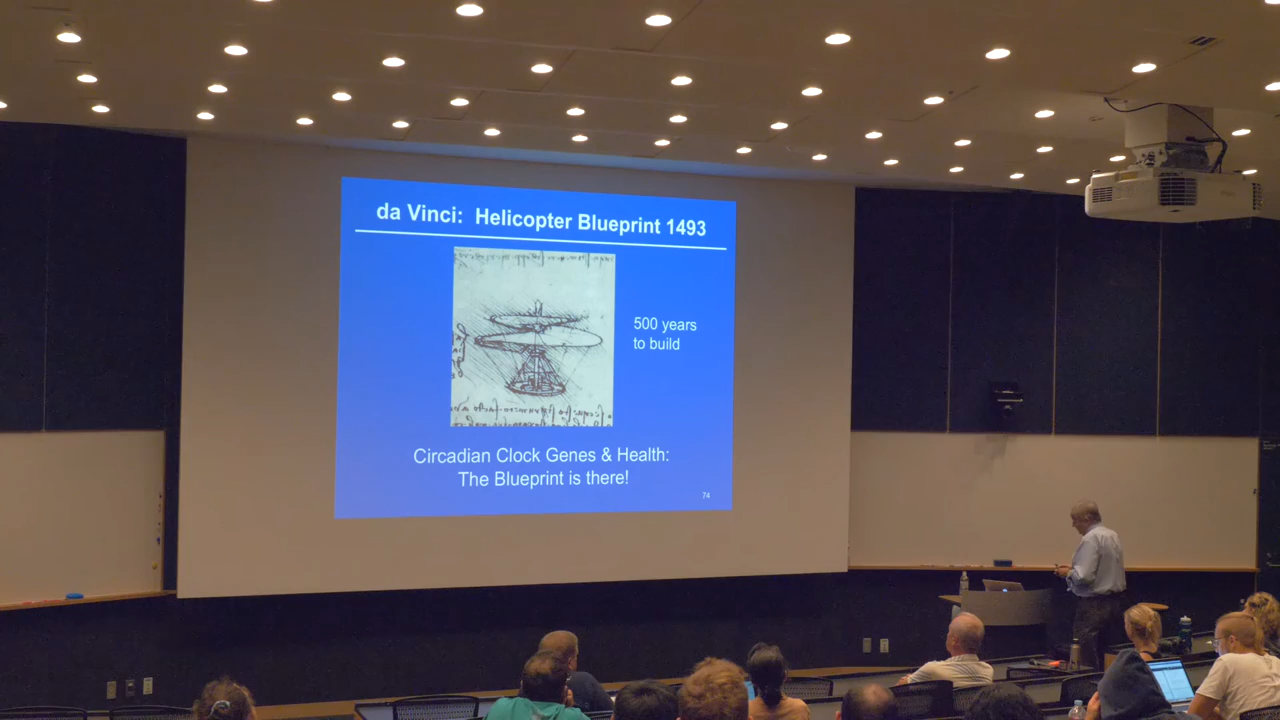 da Vinci: Helicopter Blueprint 1493
500 years
to build
Circadian Clock Genes & Health:
The Blueprint is there!
74